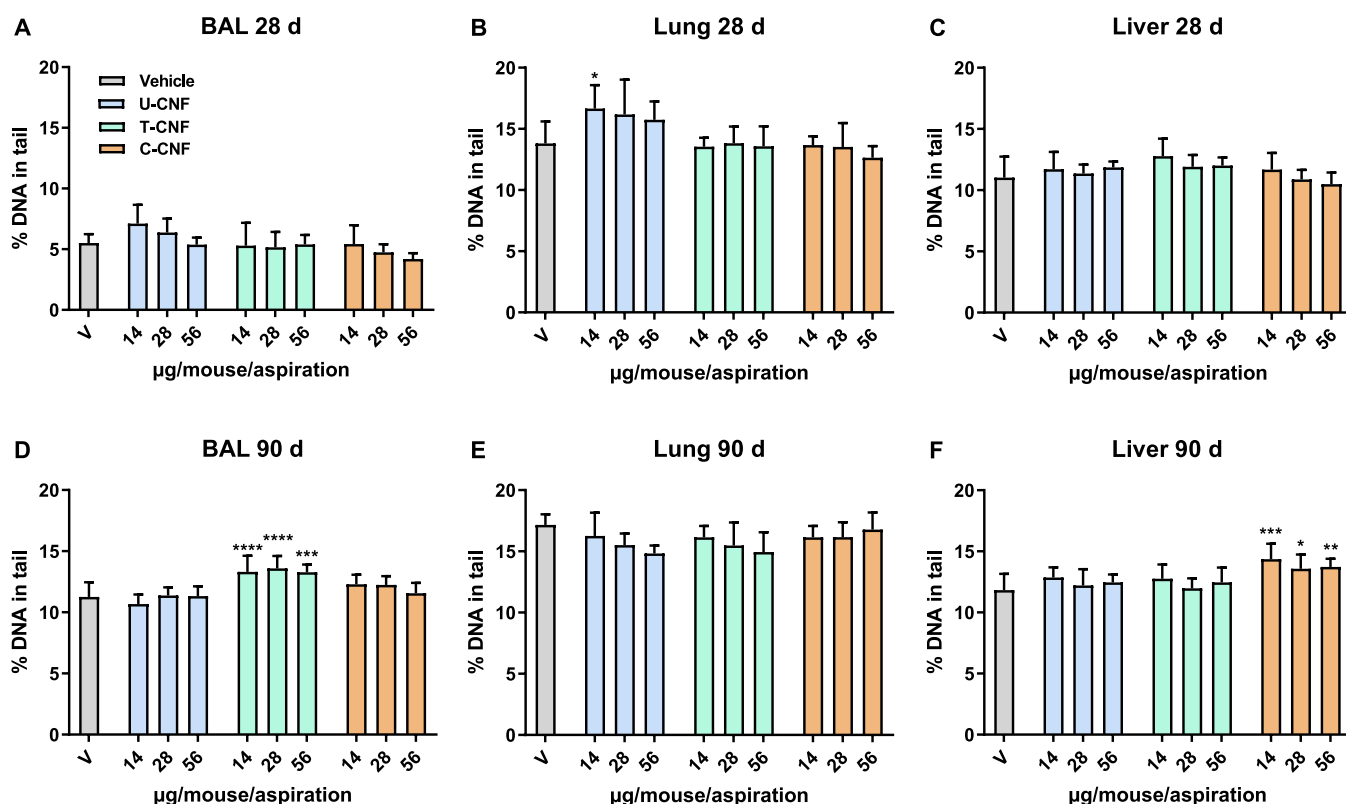 A
BAL 28 d
% DNA in tail
20
15
10
5
0
Vehicle
U-CNF
T-CNF
C-CNF
V 14 28 56 14 28 56 14 28 56
µg/mouse/aspiration
B
Lung 28 d
% DNA in tail
20
15
10
5
0
*
V 14 28 56 14 28 56 14 28 56
µg/mouse/aspiration
C
Liver 28 d
% DNA in tail
20
15
10
5
0
V 14 28 56 14 28 56 14 28 56
µg/mouse/aspiration
D
BAL 90 d
% DNA in tail
20
15
10
5
0
**** **** ***
V 14 28 56 14 28 56 14 28 56
µg/mouse/aspiration
E
Lung 90 d
% DNA in tail
20
15
10
5
0
V 14 28 56 14 28 56 14 28 56
µg/mouse/aspiration
F
Liver 90 d
% DNA in tail
20
15
10
5
0
*** * **
V 14 28 56 14 28 56 14 28 56
µg/mouse/aspiration